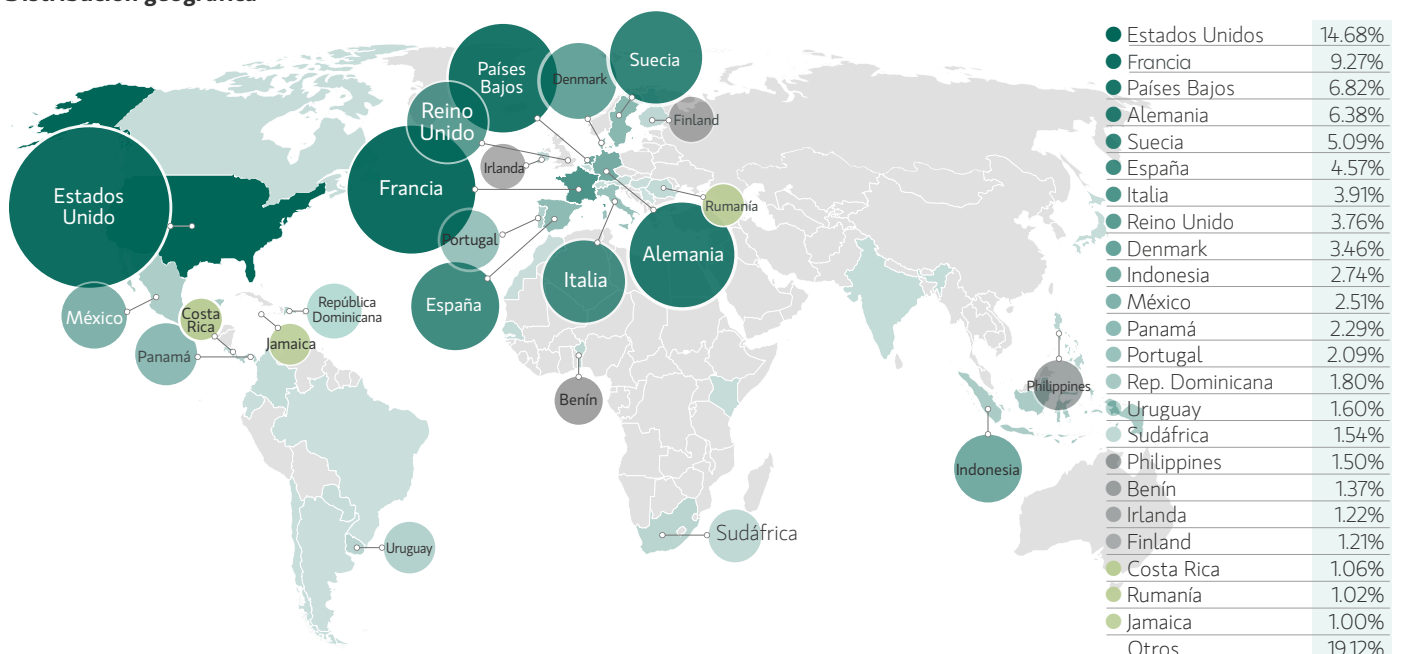 Distribución geográfica
Países
Bajos
Denmark
Suecia
Reino
Unido
Finland
Irlanda
Estados
Unido
Francia
Rumanía
Portugal
Alemania
Italia
España
México
Costa
Rica
República
Dominicana
Jamaica
Panamá
Benín
Philippines
Indonesia
Sudáfrica
Uruguay
Estados Unidos 14.68%
Francia 9.27%
Países Bajos 6.82%
Alemania 6.38%
Suecia 5.09%
España 4.57%
Italia 3.91%
Reino Unido 3.76%
Denmark 3.46%
Indonesia 2.74%
México 2.51%
Panamá 2.29%
Portugal 2.09%
Rep. Dominicana 1.80%
Uruguay 1.60%
Sudáfrica 1.54%
Philippines 1.50%
Benín 1.37%
Irlanda 1.22%
Finland 1.21%
Costa Rica 1.06%
Rumanía 1.02%
Jamaica 1.00%
Otros 19.12%